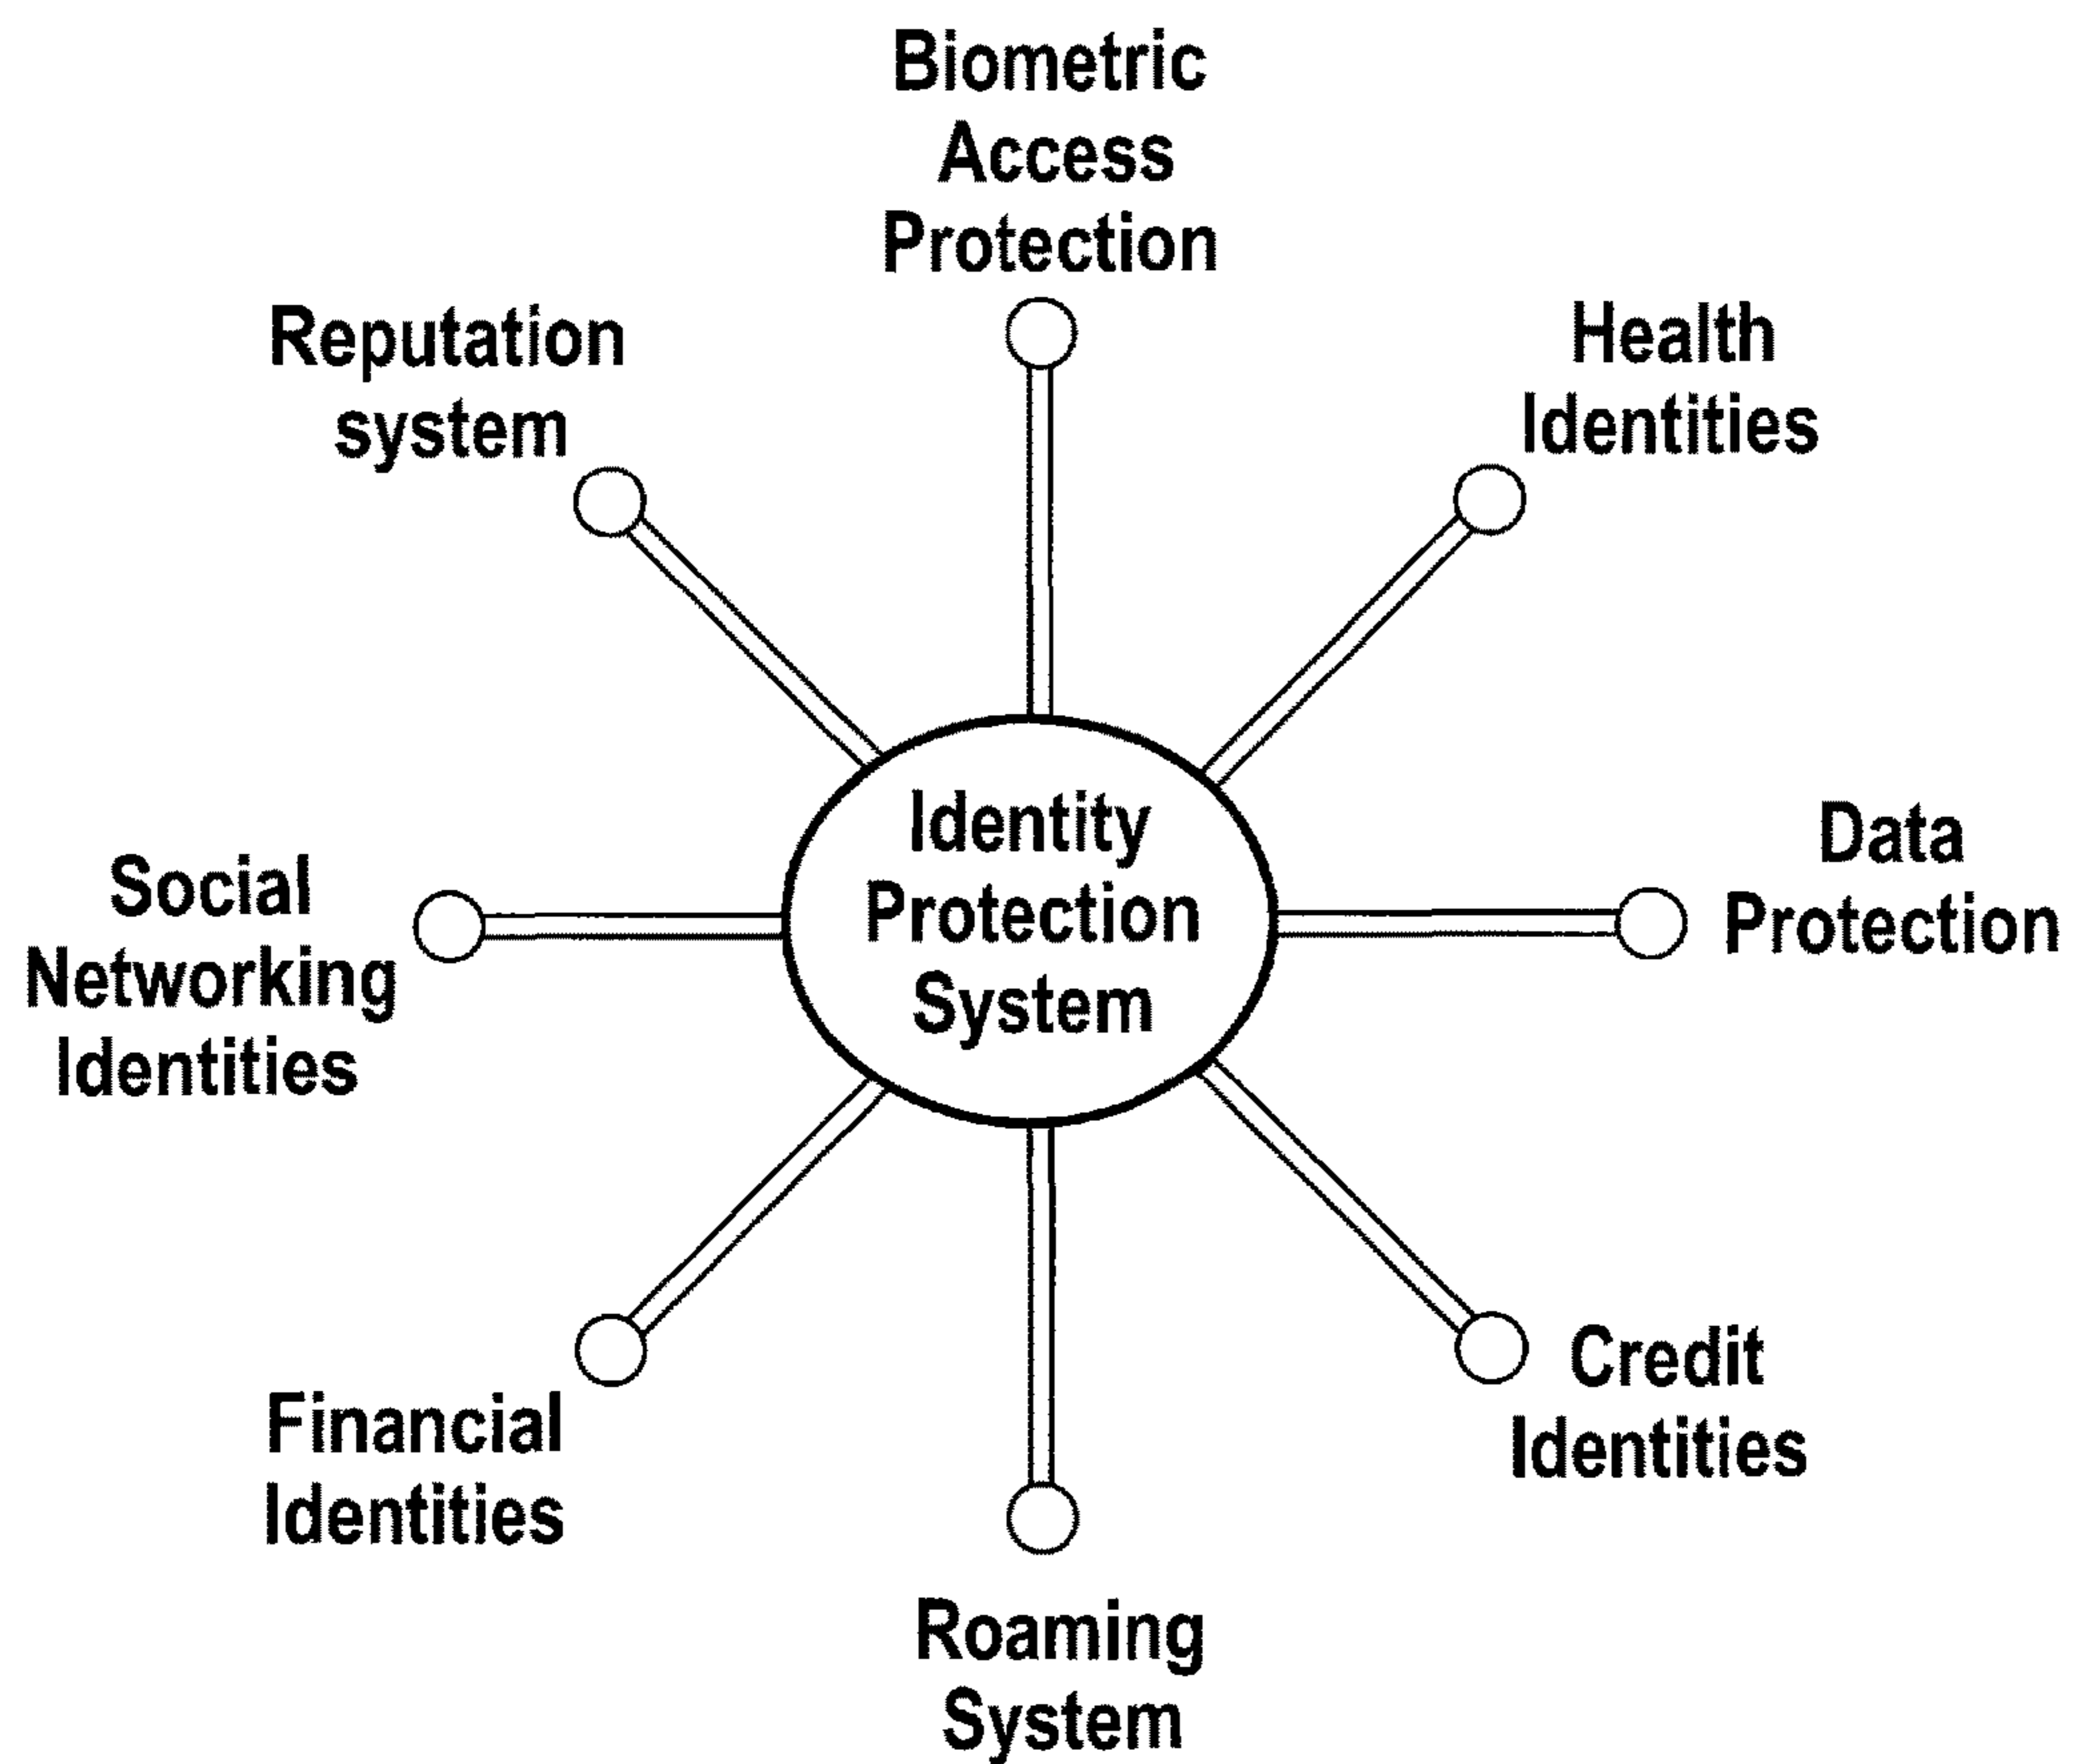 Biometric
Access
Protection
Reputation
system
Health
Identities
Identity
Protection
System
Data
Protection
Social
Networking
Identities
Financial
Identities
Credit
Identities
Roaming
System